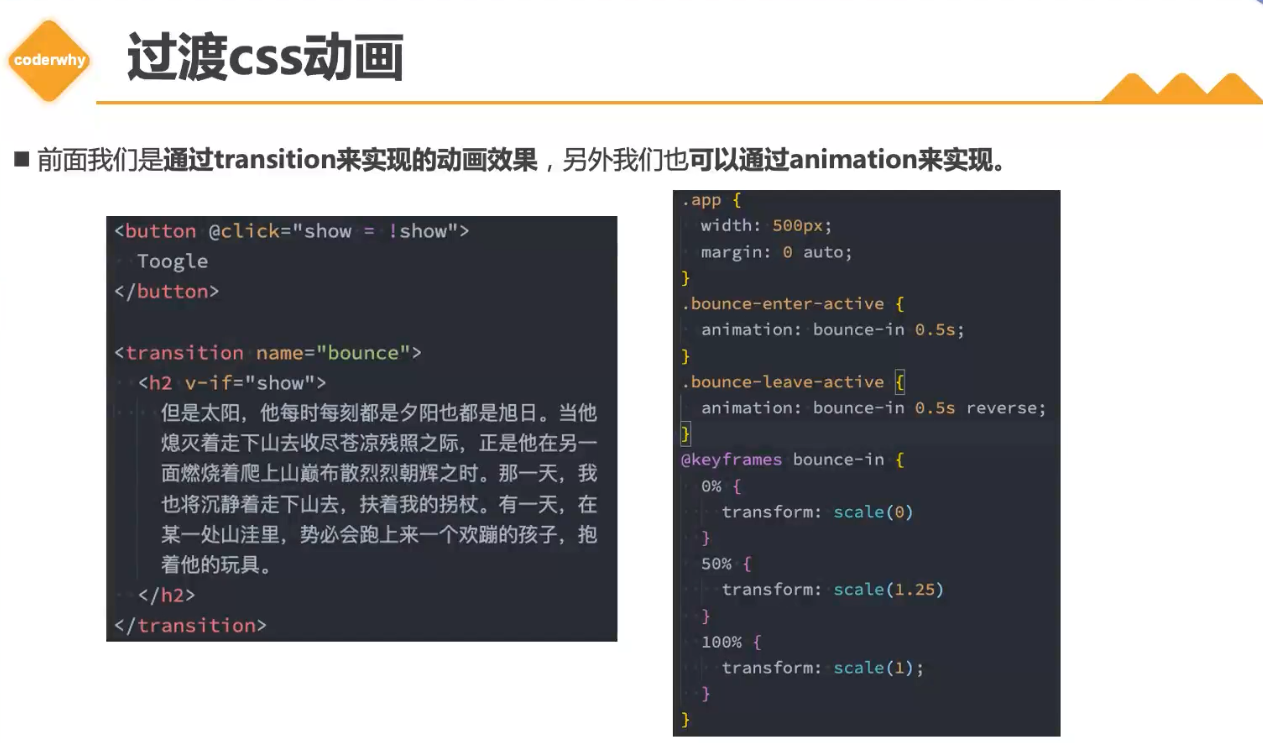 coderwhy
过渡css动画
■ 前面我们是通过transition来实现的动画效果，另外我们也可以通过animation来实现。
<button @click="show = !show">
Toogle
</button>
<transition name="bounce">
<h2 v-if="show">
但是太阳，他每时每刻都是夕阳也都是旭日。当他
熄灭着走下山去收尽苍凉残照之际，正是他在另一
面燃烧着爬上山巅布散烈烈朝辉之时。那一天，我
也将沉静着走下山去，扶着我的拐杖。有一天，在
某一处山洼里，势必会跑上来一个欢蹦的孩子，抱
着他的玩具。
</h2>
</transition>
.app {
width: 500px;
margin: 0 auto;
}
.bounce-enter-active {
animation: bounce-in 0.5s;
}
.bounce-leave-active {
animation: bounce-in 0.5s reverse;
}
@keyframes bounce-in {
0% {
transform: scale(0)
}
50% {
transform: scale(1.25)
}
100% {
transform: scale(1);
}
}